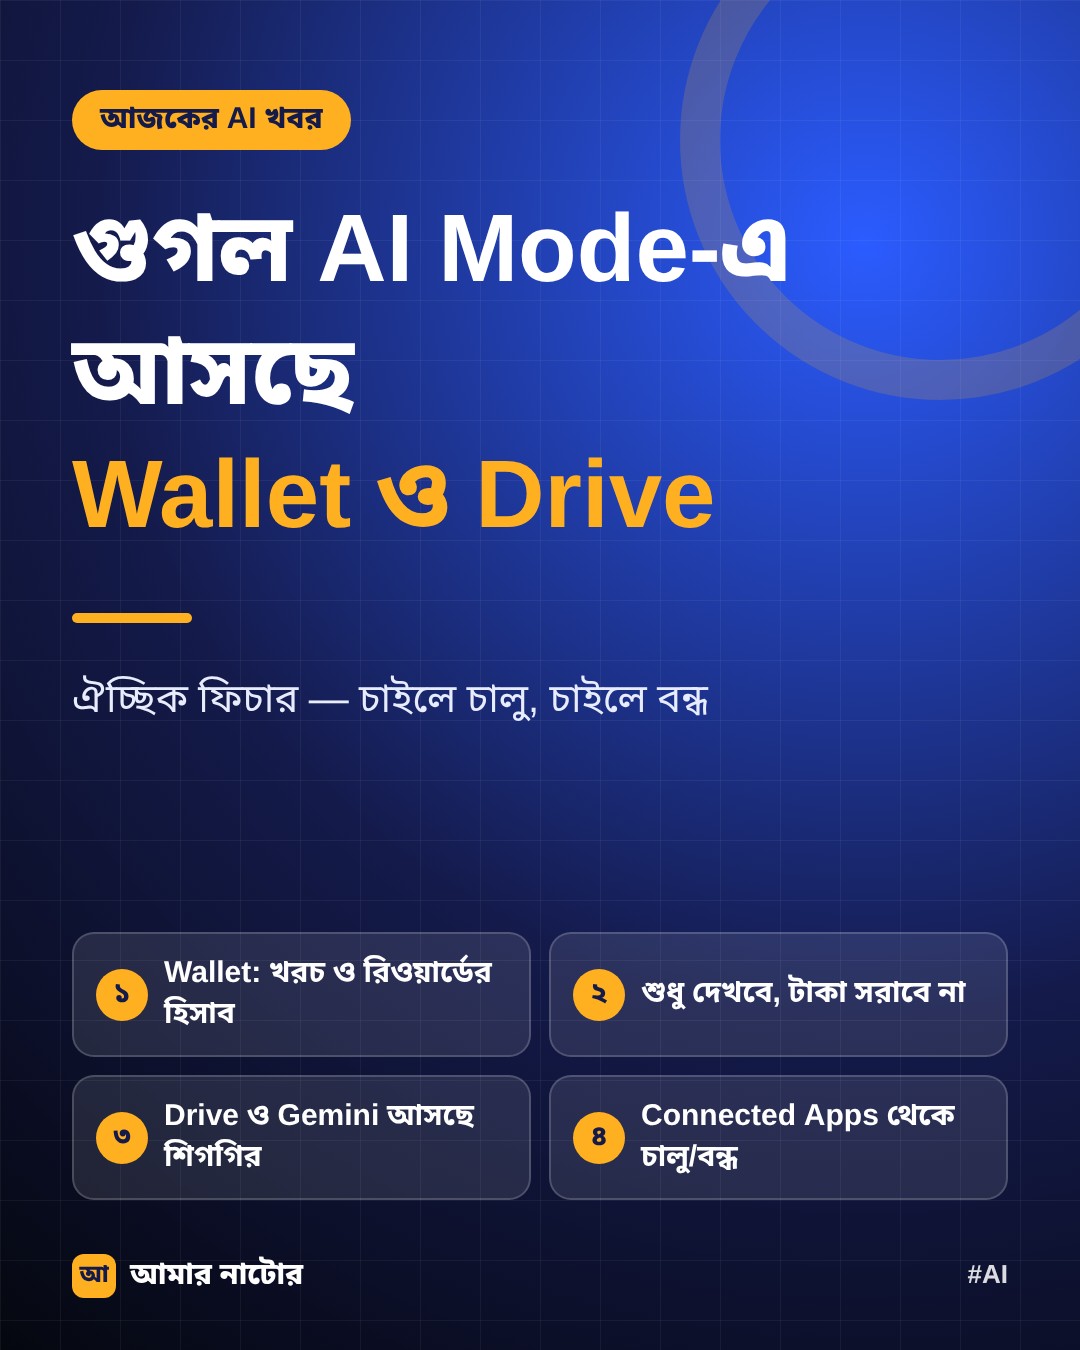 আজকের AI খবর
গুগল AI Mode-এ
আসছে
Wallet ও Drive
ঐচ্ছিক ফিচার — চাইলে চালু, চাইলে বন্ধ
১ Wallet: খরচ ও রিওয়ার্ডের
হিসাব
২ শুধু দেখবে, টাকা সরাবে না
৩ Drive ও Gemini আসছে
শিগগির
৪ Connected Apps থেকে
চালু/বন্ধ
আ আমার নাটোর
#AI